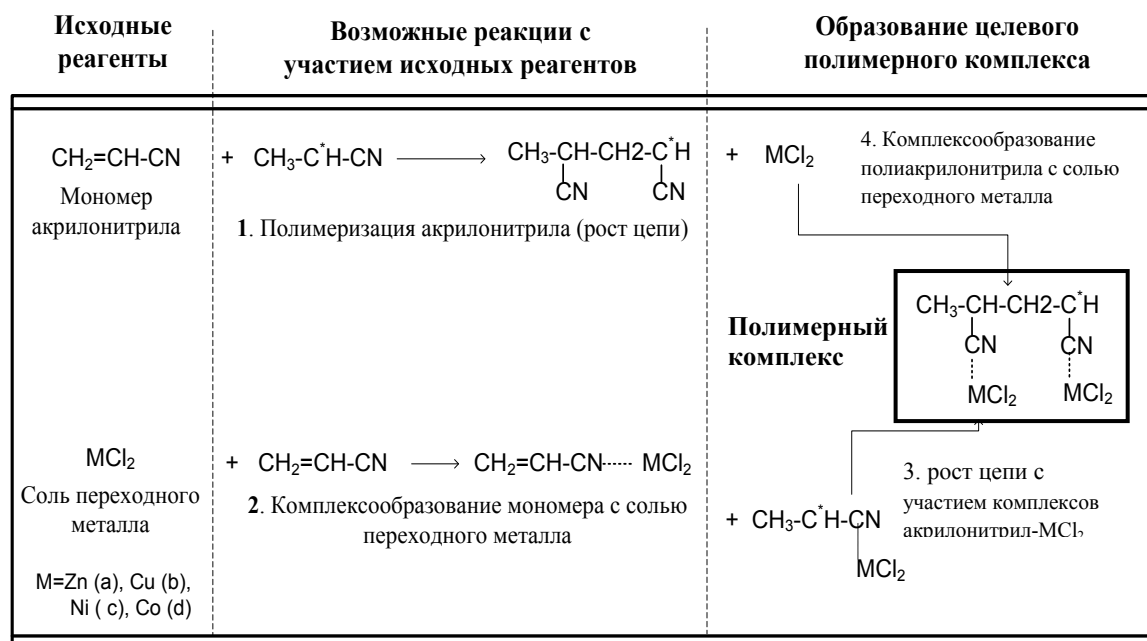 Исходные
реагенты
Возможные реакции с
участием исходных реагентов
Образование целевого
полимерного комплекса
CH₂=CH-CN
Мономер
акрилонитрила
+ CH₃-C*H-CN → CH₃-CH-CH2-C*H
CN CN
1. Полимеризация акрилонитрила (рост цепи)
+ MCl₂
4. Комплексообразование
полиакрилонитрила с солью
переходного металла
Полимерный
комплекс
CH₃-CH-CH2-C*H
CN CN
MCl₂ MCl₂
MCl₂
Соль переходного
металла
M=Zn (a), Cu (b),
Ni ( c), Co (d)
+ CH₂=CH-CN → CH₂=CH-CN······ MCl₂
2. Комплексообразование мономера с солью
переходного металла
+ CH₃-C*H-CN
MCl₂
3. рост цепи с
участием комплексов
акрилонитрил-MCl₂